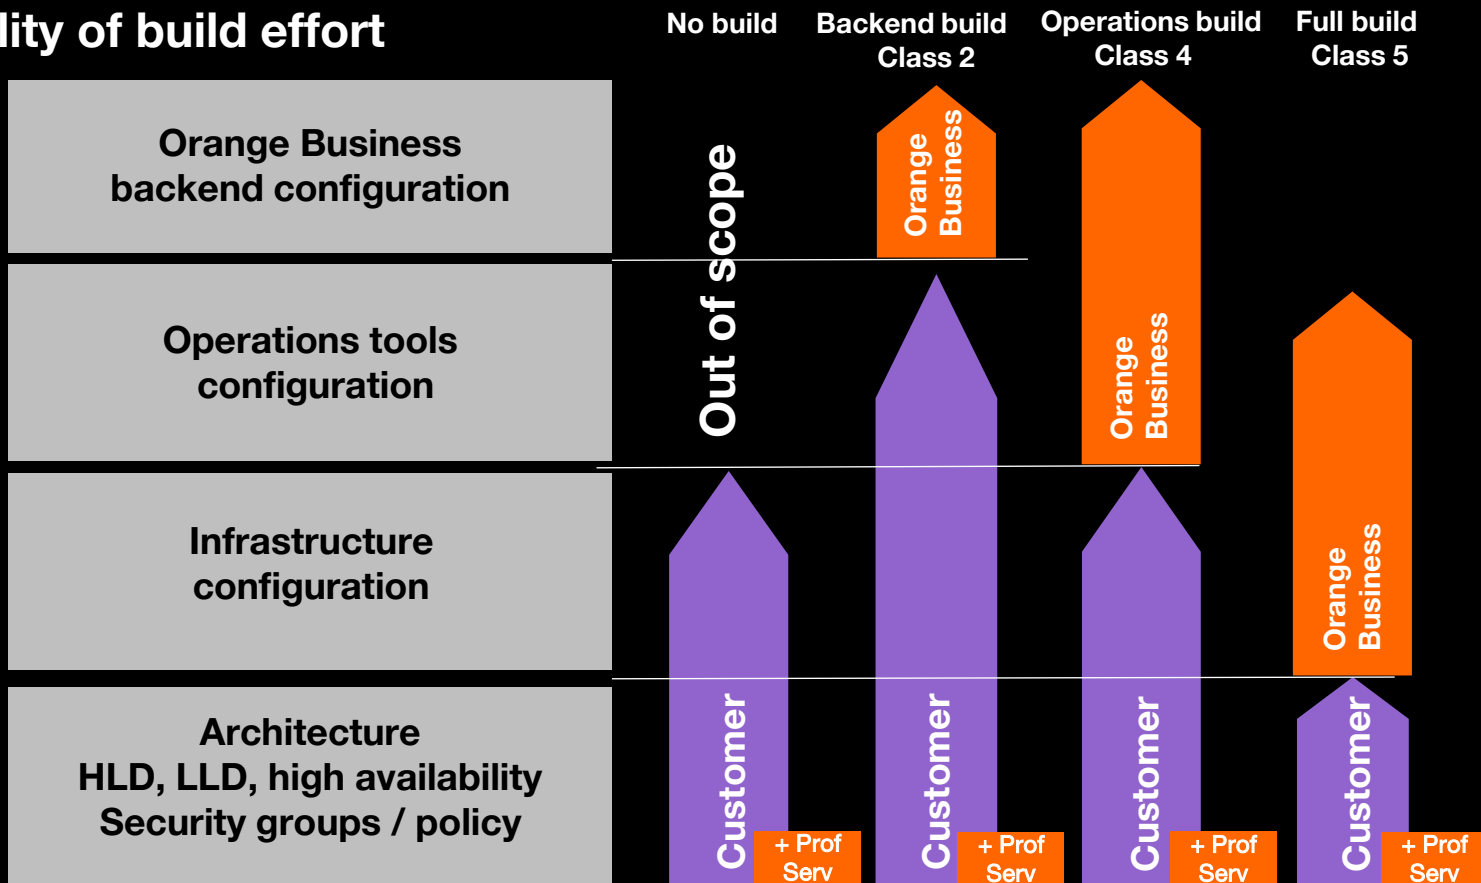 lity of build effort
No build
Backend build
Class 2
Operations build
Class 4
Full build
Class 5
Orange Business
backend configuration
Operations tools
configuration
Infrastructure
configuration
Architecture
HLD, LLD, high availability
Security groups / policy
Out of scope
Customer
+ Prof
Serv
Orange
Business
Customer
+ Prof
Serv
Orange
Business
Customer
+ Prof
Serv
Orange
Business
Customer
+ Prof
Serv